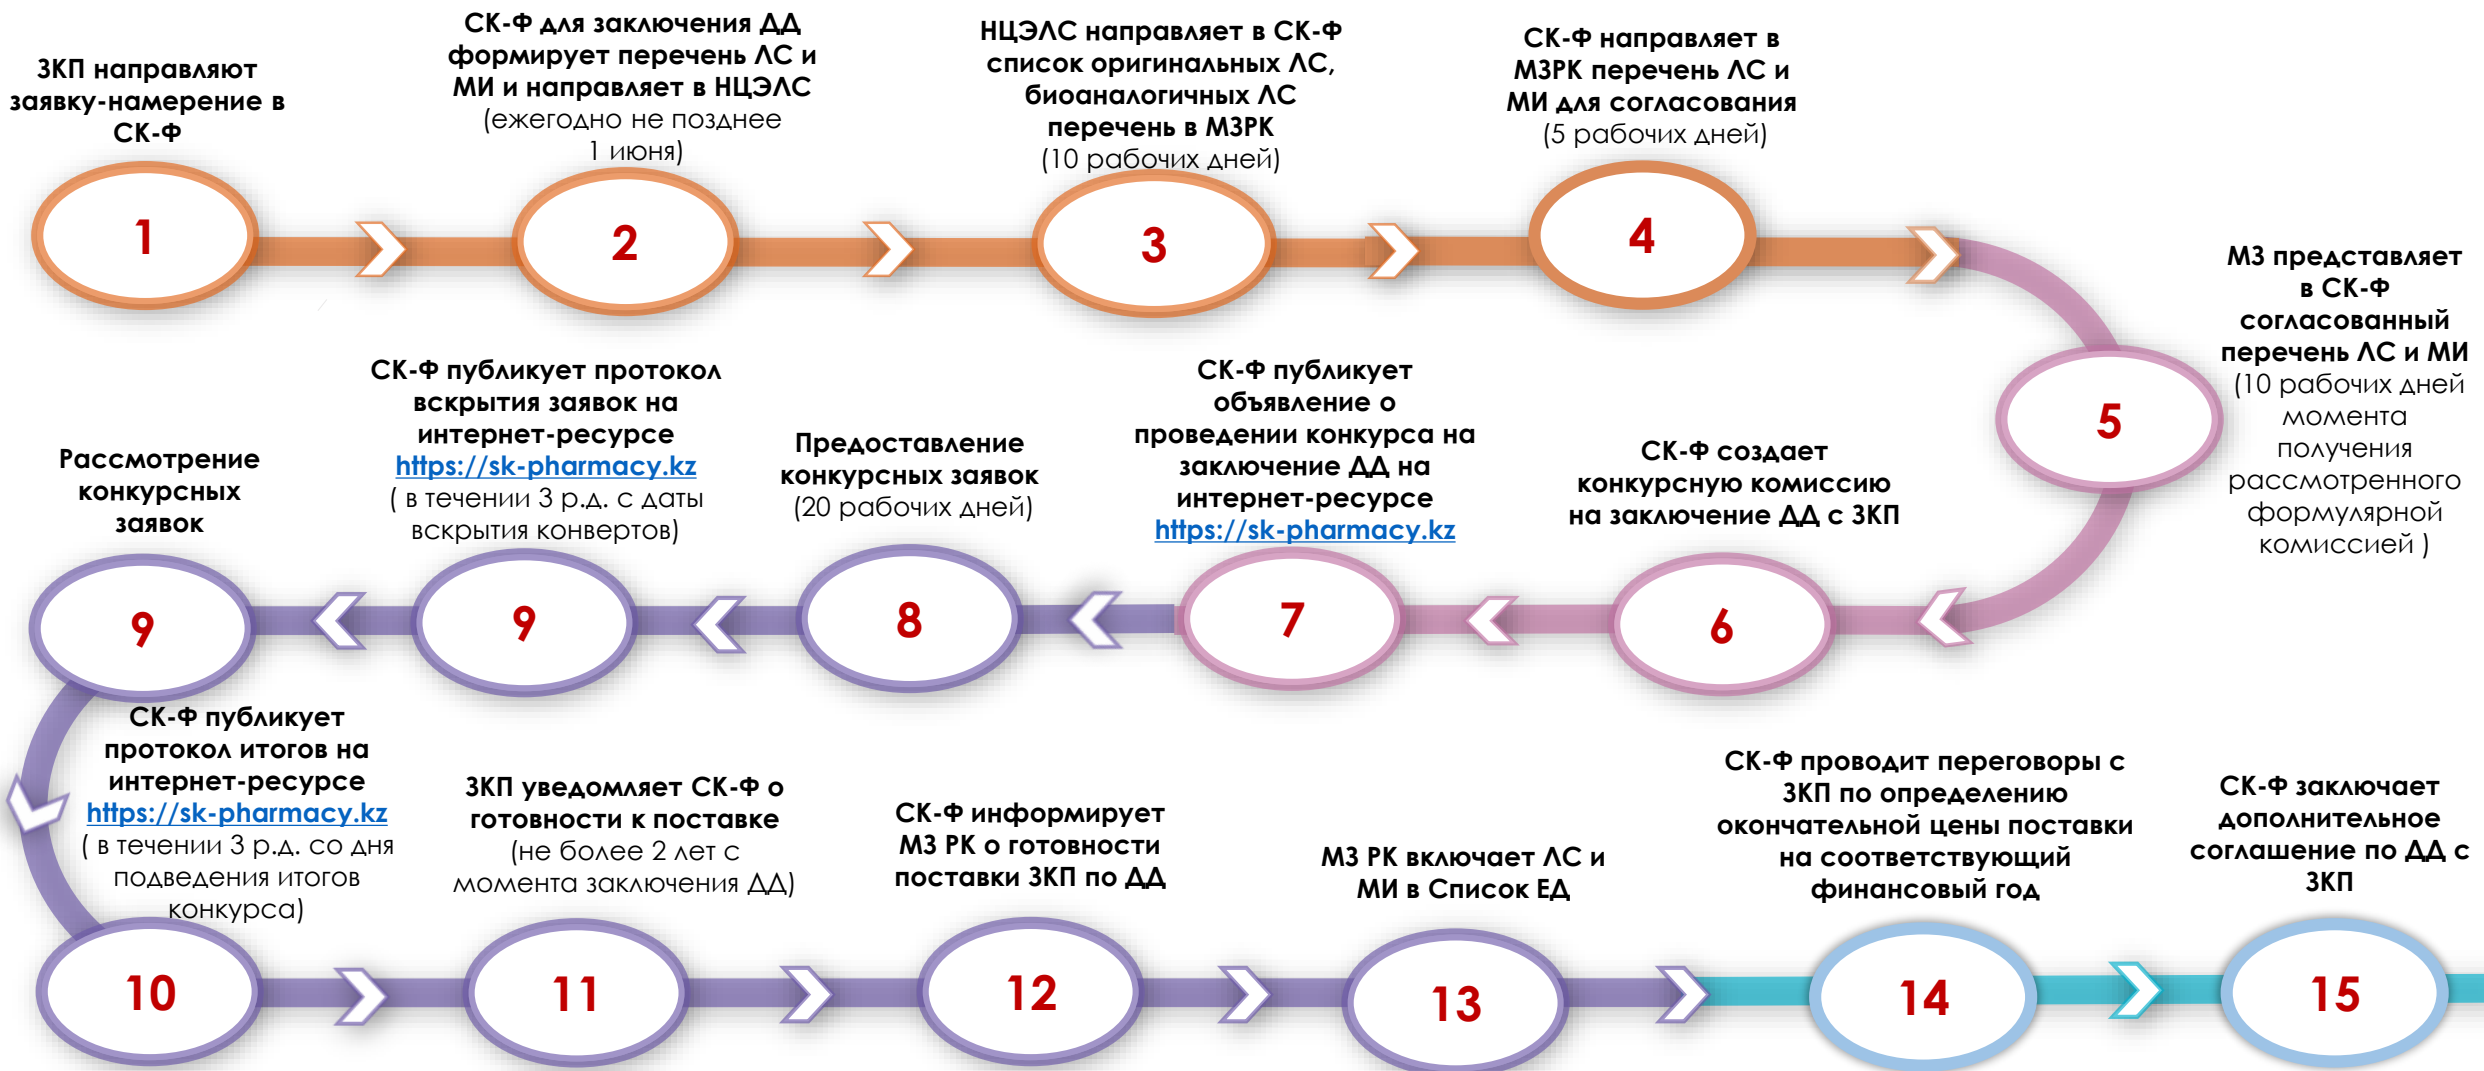 ЗКП направляют
заявку-намерение в
СК-Ф
1
СК-Ф для заключения ДД
формирует перечень ЛС и
МИ и направляет в НЦЭЛС
(ежегодно не позднее
1 июня)
2
НЦЭЛС направляет в СК-Ф
список оригинальных ЛС,
биоаналогичных ЛС
перечень в МЗРК
(10 рабочих дней)
3
СК-Ф направляет в
МЗРК перечень ЛС и
МИ для согласования
(5 рабочих дней)
4
МЗ представляет
в СК-Ф
согласованный
перечень ЛС и МИ
(10 рабочих дней
момента
получения
рассмотренного
формулярной
комиссией )
5
СК-Ф создает
конкурсную комиссию
на заключение ДД с ЗКП
6
СК-Ф публикует
объявление о
проведении конкурса на
заключение ДД на
интернет-ресурсе
https://sk-pharmacy.kz
7
Предоставление
конкурсных заявок
(20 рабочих дней)
8
СК-Ф публикует протокол
вскрытия заявок на
интернет-ресурсе
https://sk-pharmacy.kz
( в течении 3 р.д. с даты
вскрытия конвертов)
9
Рассмотрение
конкурсных
заявок
9
СК-Ф публикует
протокол итогов на
интернет-ресурсе
https://sk-pharmacy.kz
( в течении 3 р.д. со дня
подведения итогов
конкурса)
10
ЗКП уведомляет СК-Ф о
готовности к поставке
(не более 2 лет с
момента заключения ДД)
11
СК-Ф информирует
МЗ РК о готовности
поставки ЗКП по ДД
12
МЗ РК включает ЛС и
МИ в Список ЕД
13
СК-Ф проводит переговоры с
ЗКП по определению
окончательной цены поставки
на соответствующий
финансовый год
14
СК-Ф заключает
дополнительное
соглашение по ДД с
ЗКП
15